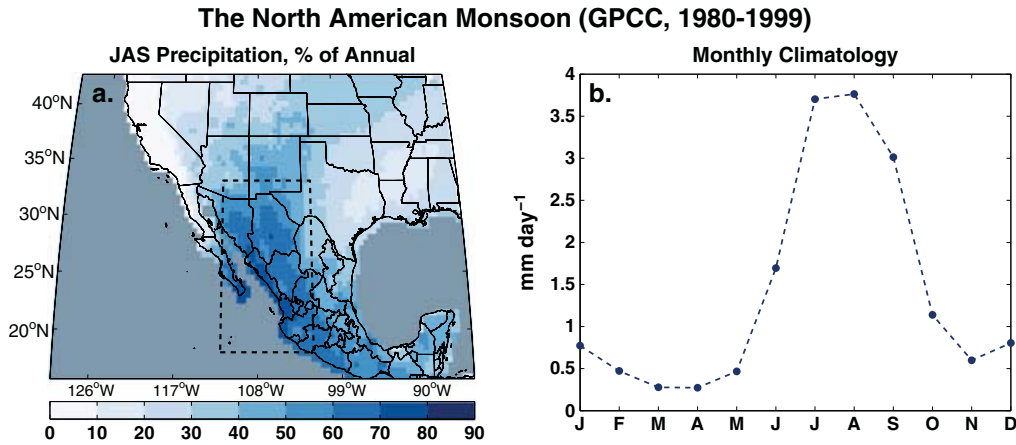 The North American Monsoon (GPCC, 1980-1999)
JAS Precipitation, % of Annual
a.
40°N
35°N
30°N
25°N
20°N
126°W 117°W 108°W 99°W 90°W
0 10 20 30 40 50 60 70 80 90
Monthly Climatology
b.
mm day⁻¹
4
3.5
3
2.5
2
1.5
1
0.5
0
J F M A M J J A S O N D